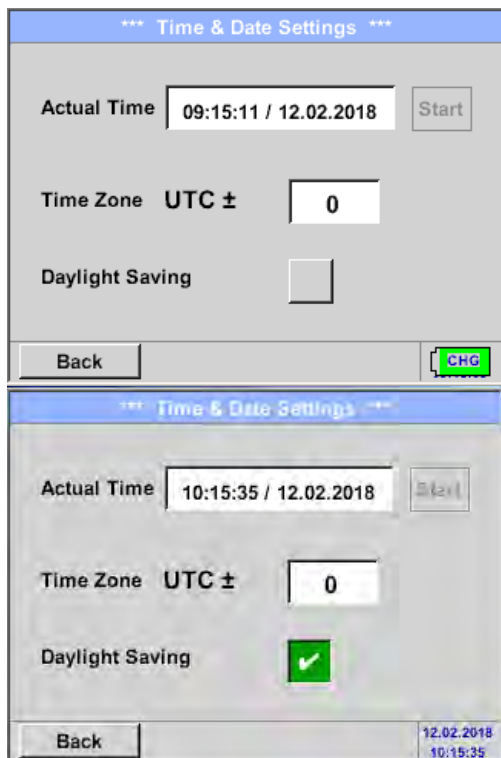 *** Time & Date Settings ***
Actual Time 09:15:11 / 12.02.2018 Start
Time Zone UTC ± 0
Daylight Saving
Back CHG
*** Time & Date Settings ***
Actual Time 10:15:35 / 12.02.2018 Start
Time Zone UTC ± 0
Daylight Saving
12.02.2018
Back
10:15:35